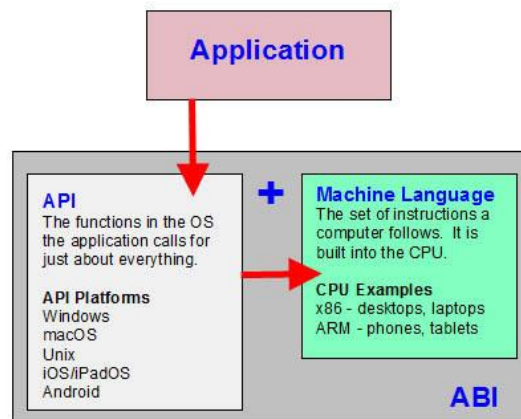 Application
API
The functions in the OS
the application calls for
just about everything.
API Platforms
Windows
macOS
Unix
iOS/iPadOS
Android
+
Machine Language
The set of instructions a
computer follows. It is
built into the CPU.
CPU Examples
x86 - desktops, laptops
ARM - phones, tablets
ABI